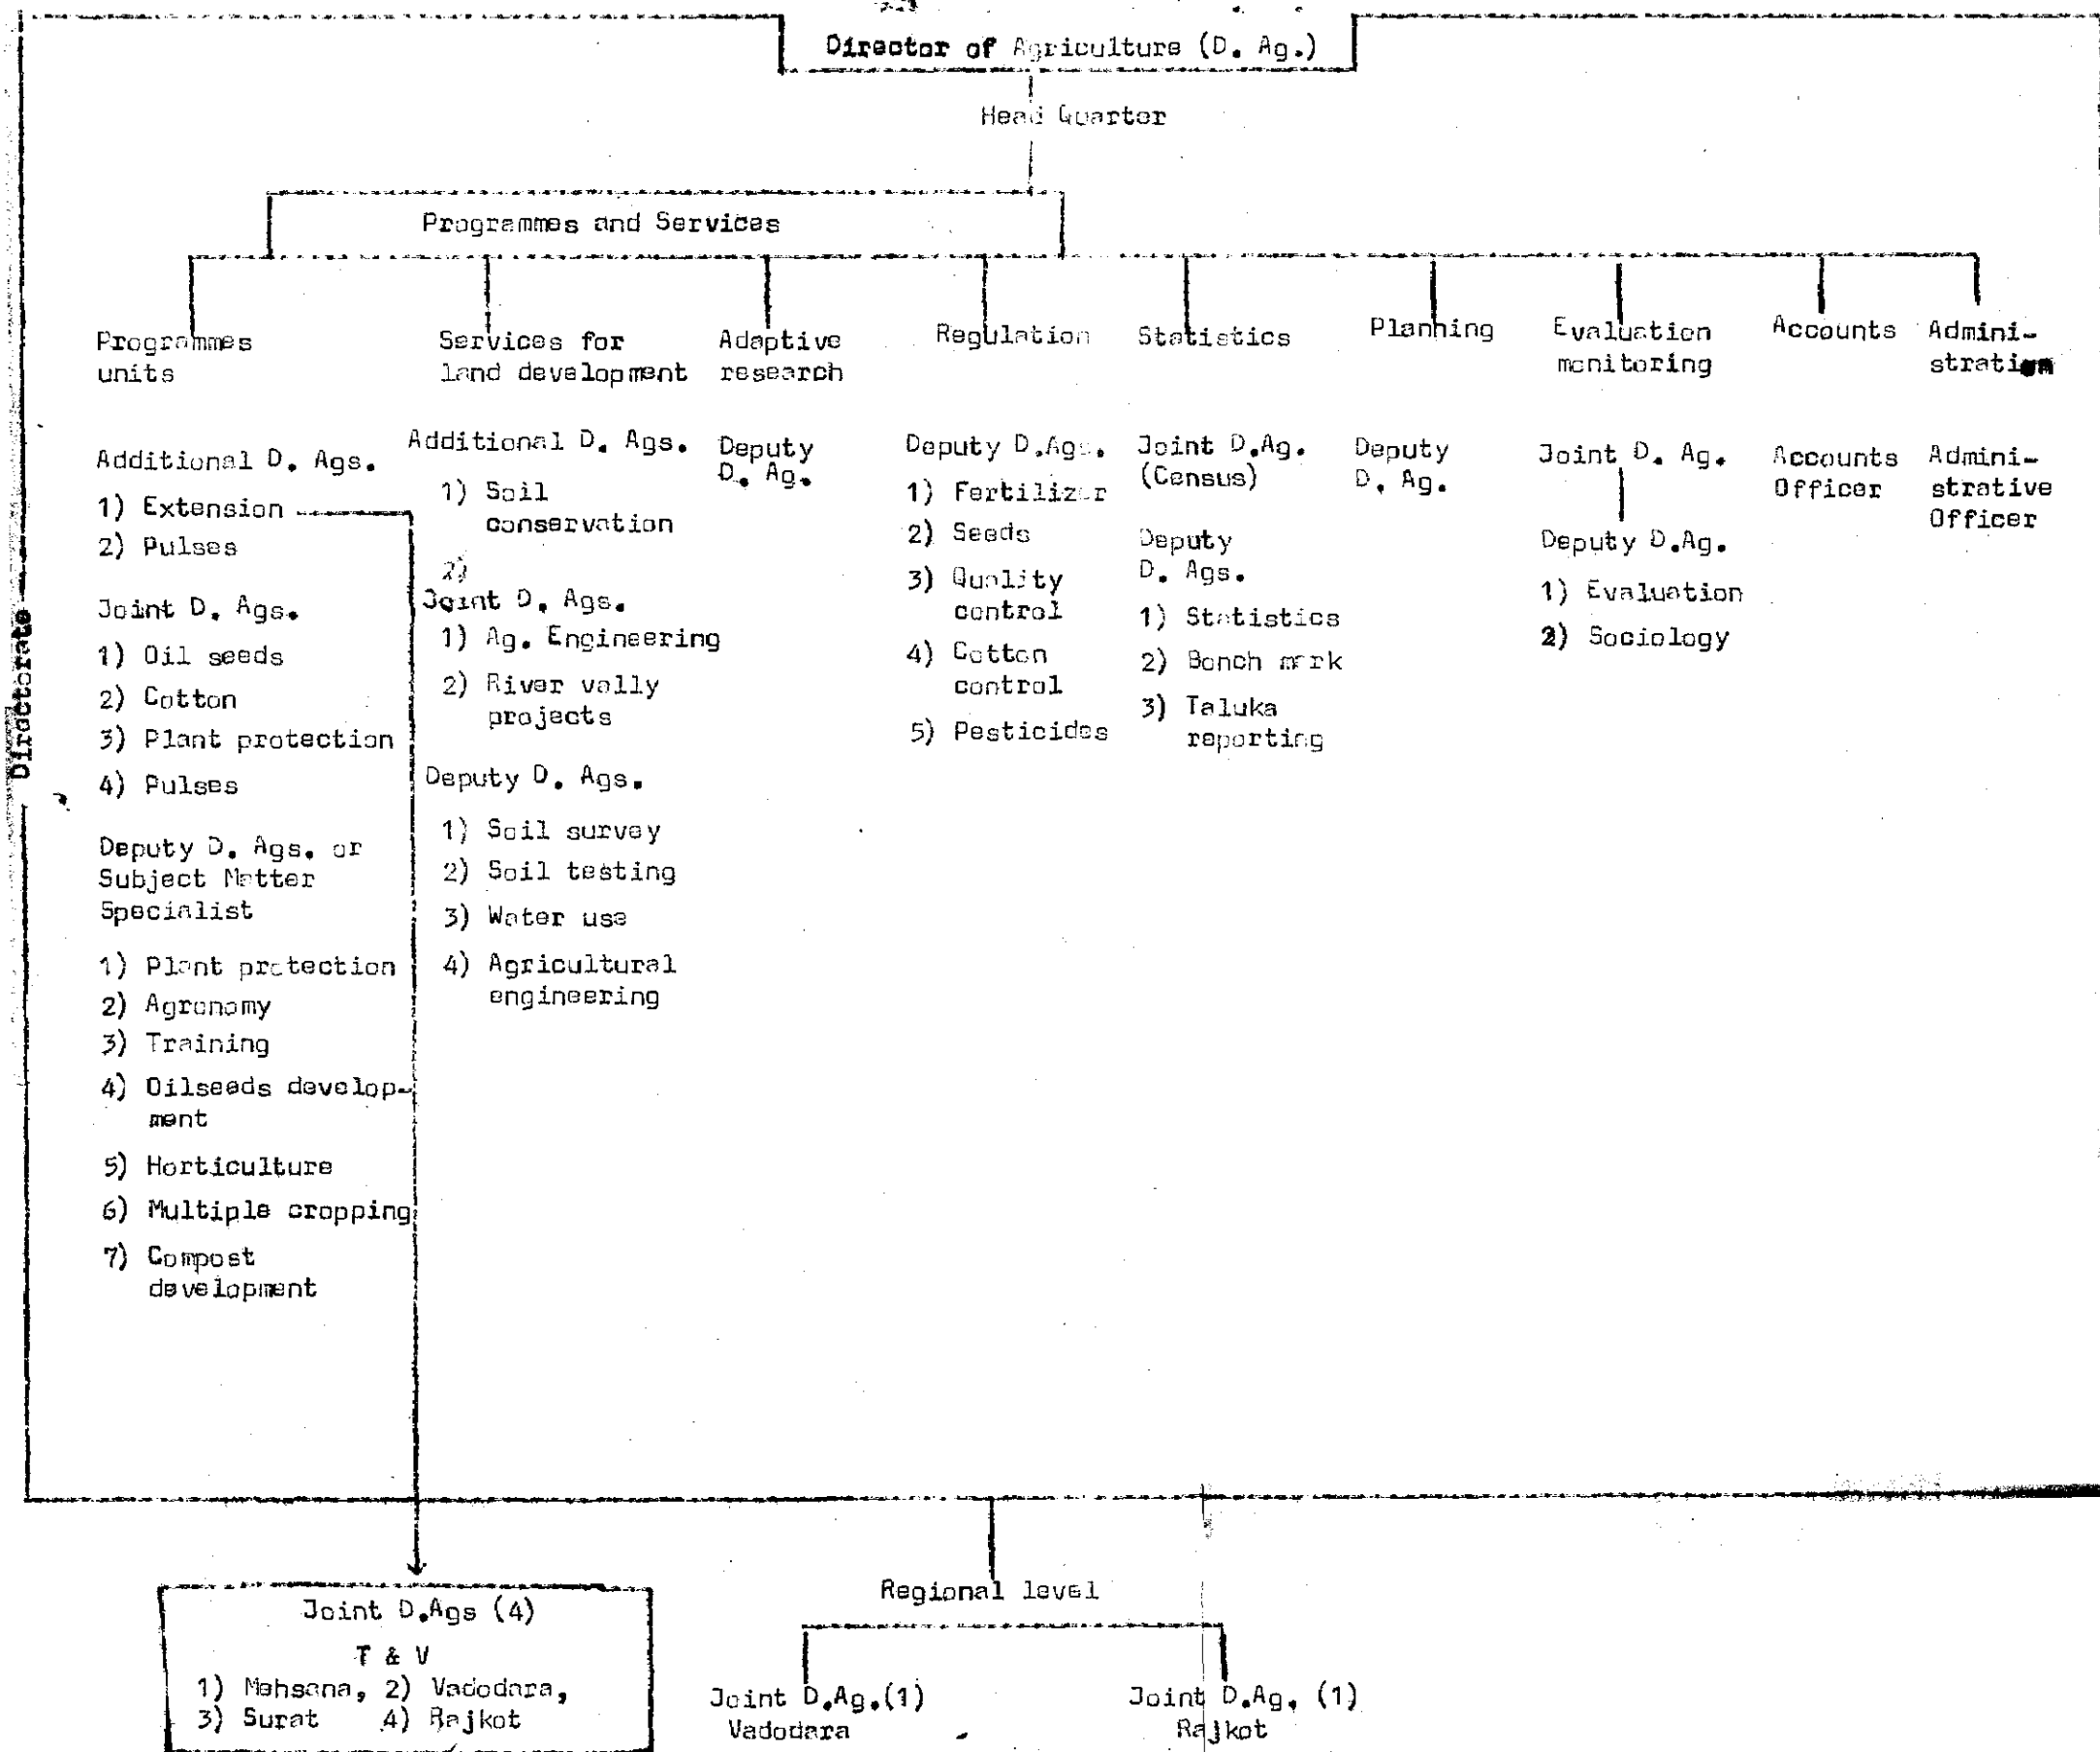 Director of Agriculture (D. Ag.)
Head Quarter
Programmes and Services
Directorate
Programmes
units
Additional D. Ags.
1) Extension
2) Pulses
Joint D. Ags.
1) Oil seeds
2) Cotton
3) Plant protection
4) Pulses
Deputy D. Ags. or
Subject Matter
Specialist
1) Plant protection
2) Agronomy
3) Training
4) Oilseeds develop-
ment
5) Horticulture
6) Multiple cropping
7) Compost
development
Services for
land development
Additional D. Ags.
1) Soil
conservation
2)
Joint D. Ags.
1) Ag. Engineering
2) River vally
projects
Deputy D. Ags.
1) Soil survey
2) Soil testing
3) Water use
4) Agricultural
engineering
Adaptive
research
Deputy
D. Ag.
Regulation
Deputy D.Ags.
1) Fertilizer
2) Seeds
3) Quality
control
4) Cotton
control
5) Pesticides
Statistics
Joint D.Ag.
(Census)
Deputy
D. Ags.
1) Statistics
2) Bench mark
3) Taluka
reporting
Planning
Deputy
D. Ag.
Evaluation
monitoring
Joint D. Ag.
Deputy D.Ag.
1) Evaluation
2) Sociology
Accounts
Accounts
Officer
Admini-
stration
Admini-
strative
Officer
Joint D.Ags (4)
T & V
1) Mehsana, 2) Vadodara,
3) Surat 4) Rajkot
Regional level
Joint D.Ag.(1)
Vadodara
Joint D.Ag. (1)
Rajkot